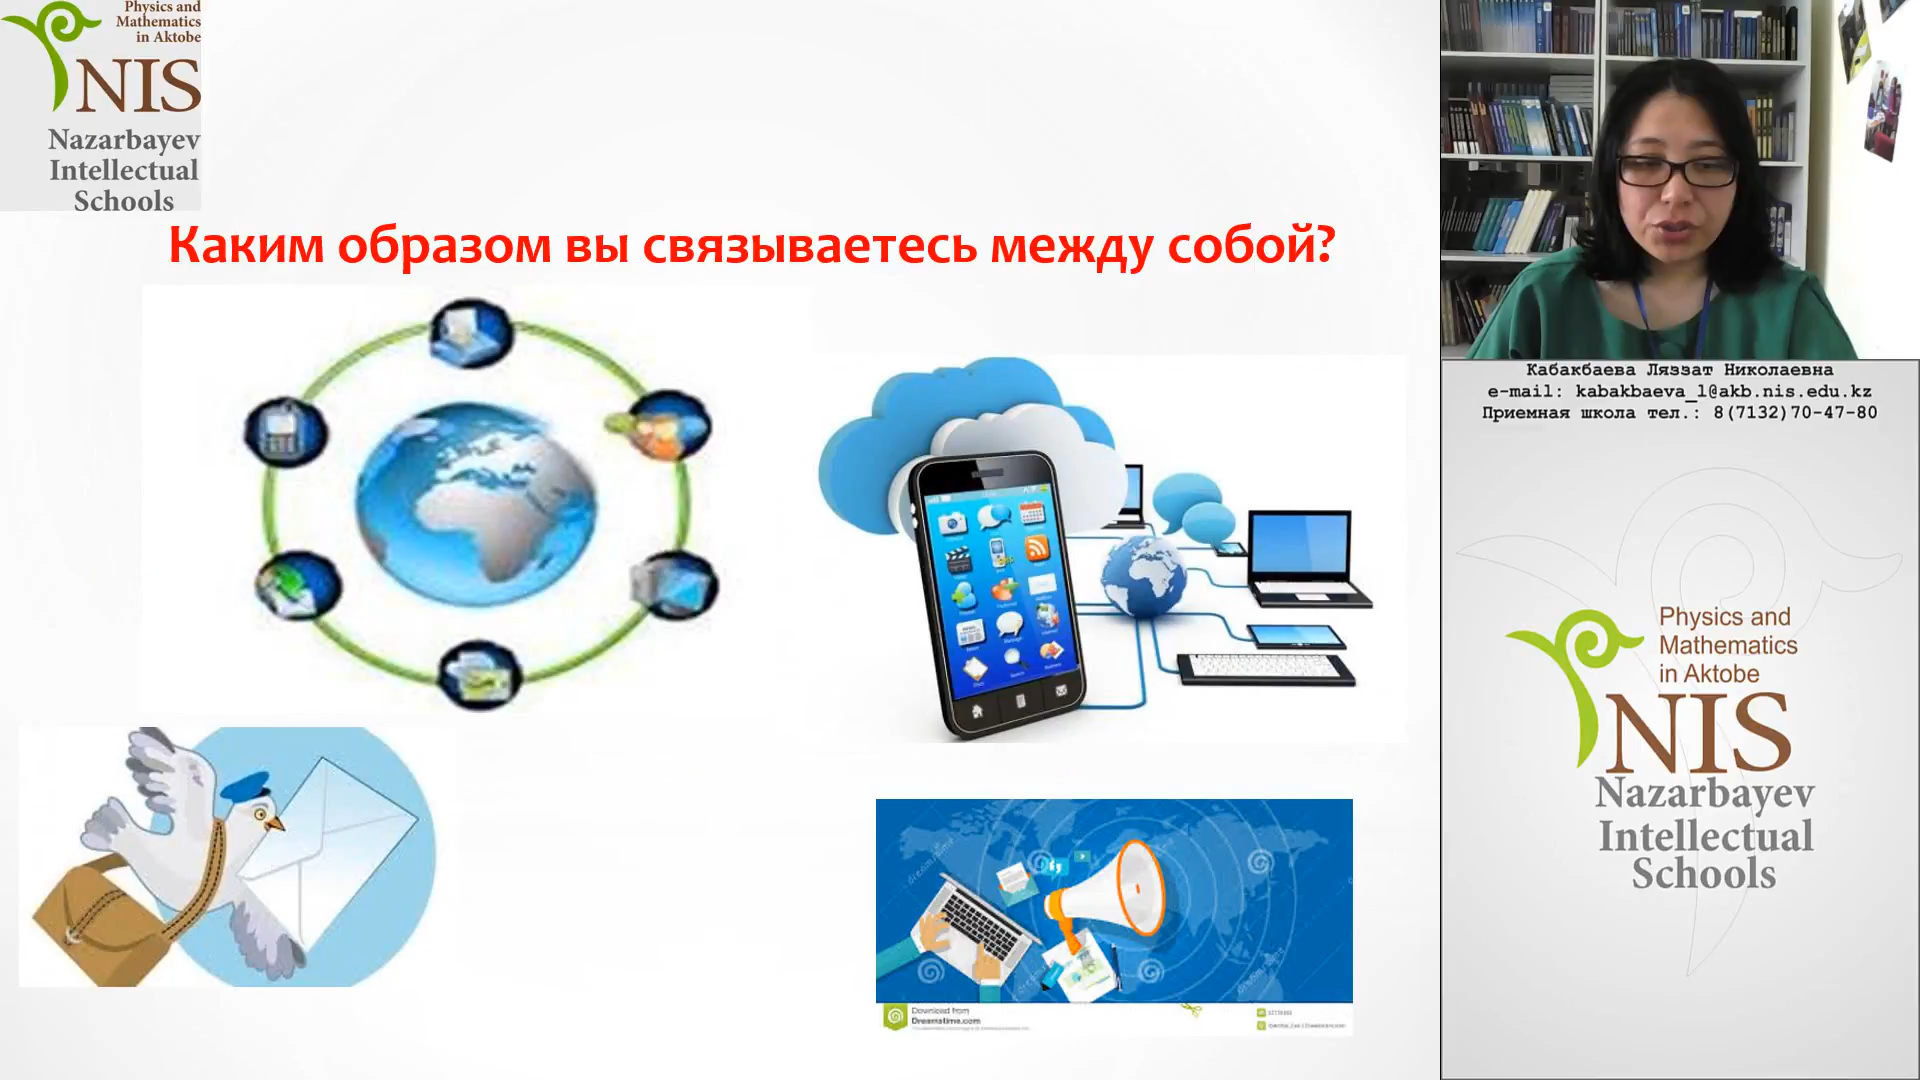 Physics and
Mathematics
in Aktobe
NIS
Nazarbayev
Intellectual
Schools
Каким образом вы связываетесь между собой?
Кабакбаева Ляззат Николаевна
e-mail: kabakbaeva_l@akb.nis.edu.kz
Приемная школа тел.: 8(7132)70-47-80
Physics and
Mathematics
in Aktobe
NIS
Nazarbayev
Intellectual
Schools
Downloaded from
Dreamstime.com